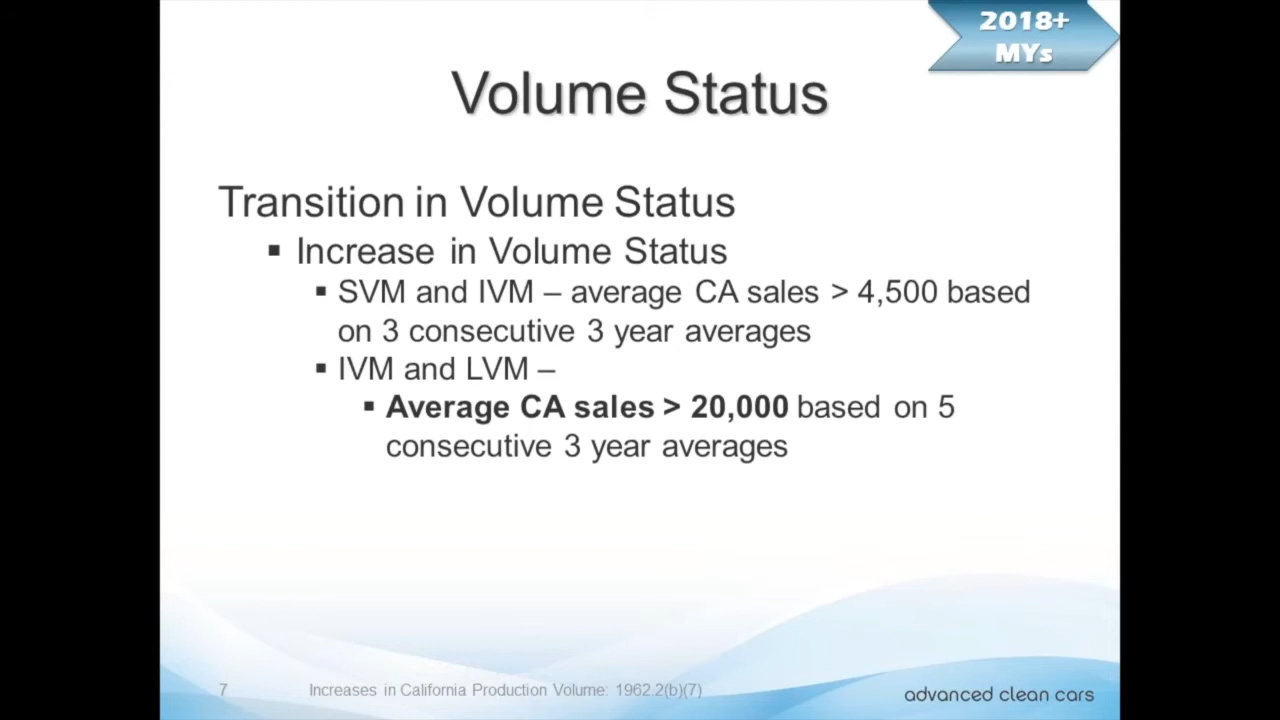 2018+
MYs
Volume Status
Transition in Volume Status
▪ Increase in Volume Status
▪ SVM and IVM – average CA sales > 4,500 based
on 3 consecutive 3 year averages
▪ IVM and LVM –
▪ Average CA sales > 20,000 based on 5
consecutive 3 year averages
7 Increases in California Production Volume: 1962.2(b)(7)
advanced clean cars